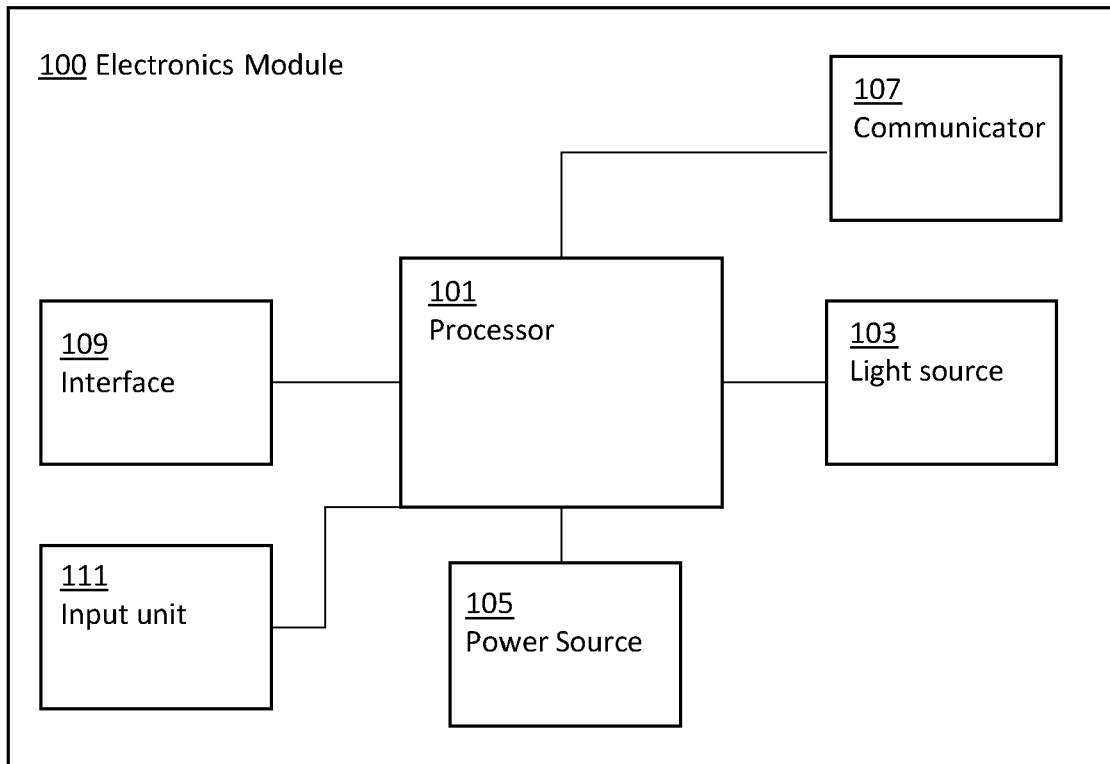 100 Electronics Module
107
Communicator
101
Processor
109
Interface
103
Light source
111
Input unit
105
Power Source